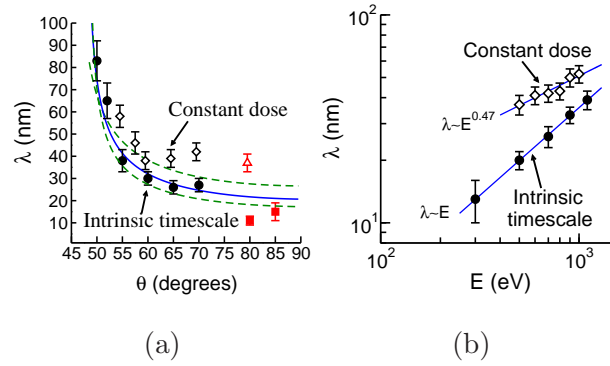 100
90
80
70
60
50
40
30
20
10
λ (nm)
Constant dose
Intrinsic timescale
45 50 55 60 65 70 75 80 85 90
θ (degrees)
(a)
10²
10¹
λ (nm)
Constant dose
λ~E^0.47
Intrinsic
timescale
λ~E
10² 10³
E (eV)
(b)